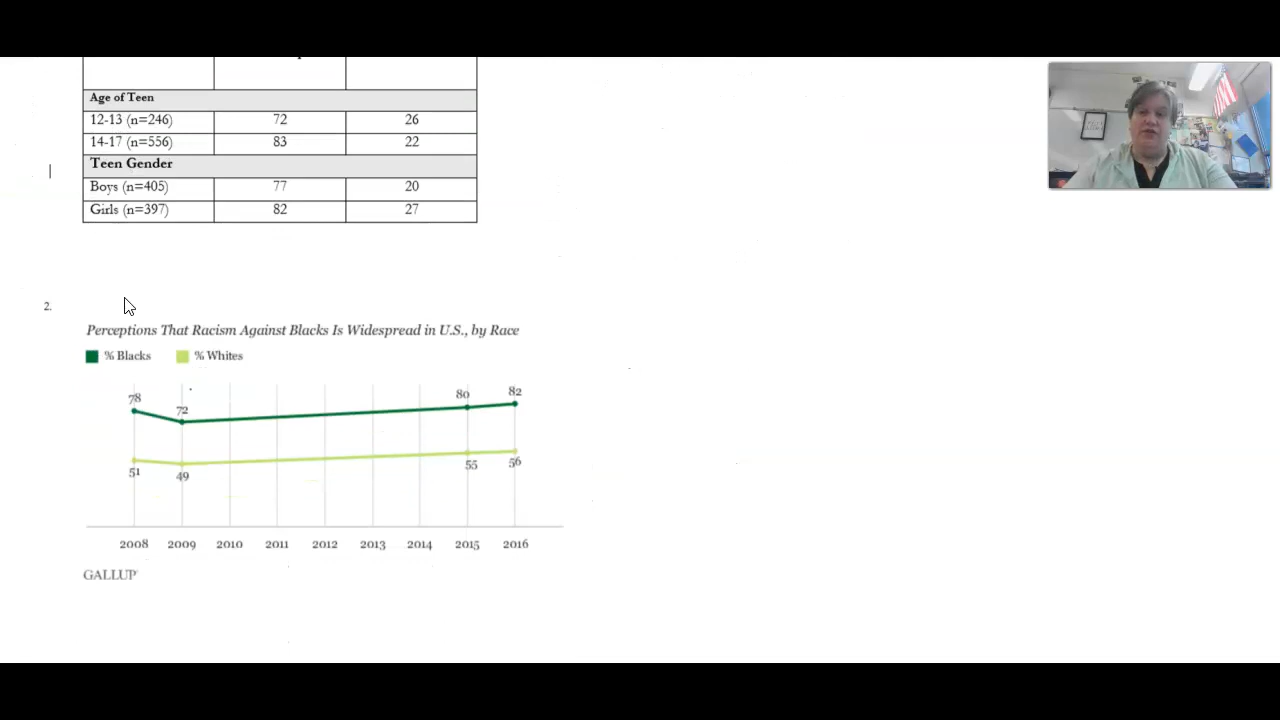 Age of Teen
12-13 (n=246) 72 26
14-17 (n=556) 83 22
Teen Gender
Boys (n=405) 77 20
Girls (n=397) 82 27
2.
Perceptions That Racism Against Blacks Is Widespread in U.S., by Race
% Blacks % Whites
78 72 80 82
51 49 55 56
2008 2009 2010 2011 2012 2013 2014 2015 2016
GALLUP